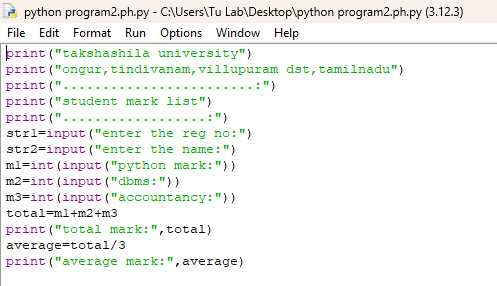 python program2.ph.py - C:\Users\Tu Lab\Desktop\python program2.ph.py (3.12.3)
File Edit Format Run Options Window Help
print("takshashila university")
print("ongur,tindivanam,villupuram dst,tamilnadu")
print("........................:")
print("student mark list")
print("..................:")
str1=input("enter the reg no:")
str2=input("enter the name:")
m1=int(input("python mark:"))
m2=int(input("dbms:"))
m3=int(input("accountancy:"))
total=m1+m2+m3
print("total mark:",total)
average=total/3
print("average mark:",average)